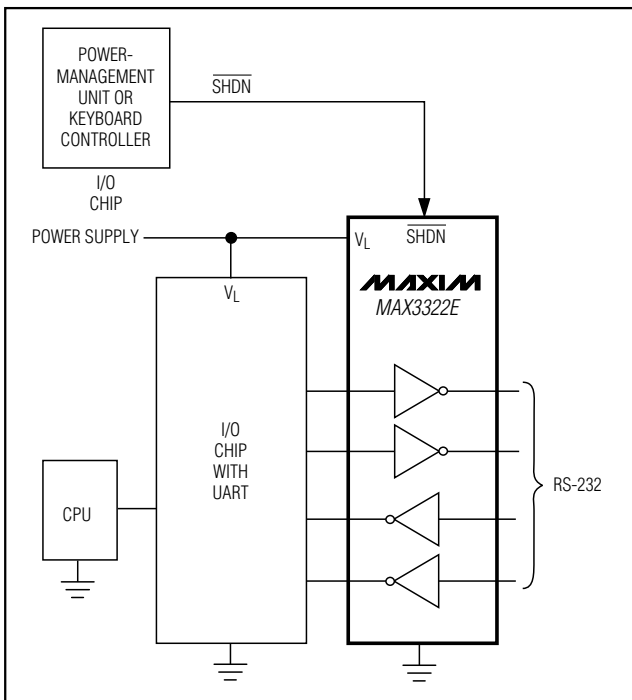 POWER-
MANAGEMENT
UNIT OR
KEYBOARD
CONTROLLER
SHDN
I/O
CHIP
POWER SUPPLY
VL
SHDN
VL
MAXIM
MAX3322E
I/O
CHIP
WITH
UART
CPU
RS-232